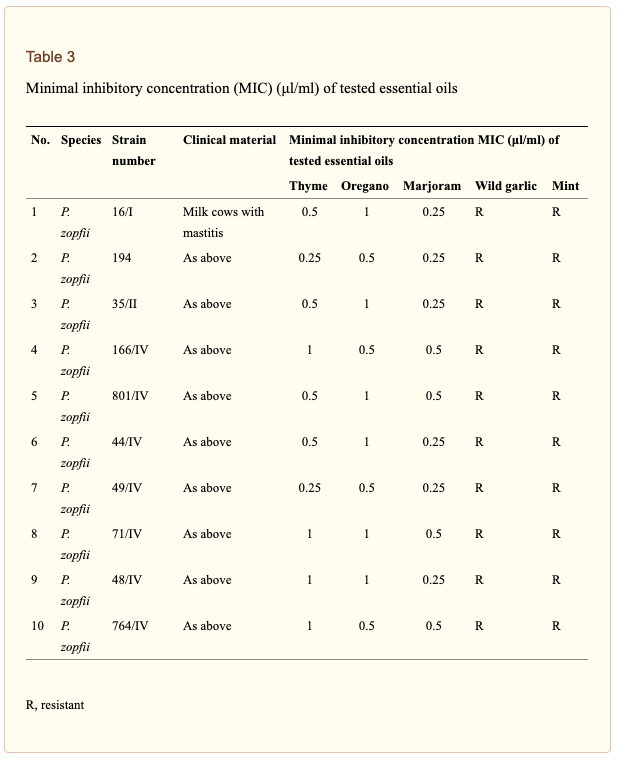 Table 3
Minimal inhibitory concentration (MIC) (μl/ml) of tested essential oils
No. Species Strain Clinical material Minimal inhibitory concentration MIC (μl/ml) of
number tested essential oils
Thyme Oregano Marjoram Wild garlic Mint
1 P. 16/I Milk cows with 0.5 1 0.25 R R
zopfii mastitis
2 P. 194 As above 0.25 0.5 0.25 R R
zopfii
3 P. 35/II As above 0.5 1 0.25 R R
zopfii
4 P. 166/IV As above 1 0.5 0.5 R R
zopfii
5 P. 801/IV As above 0.5 1 0.5 R R
zopfii
6 P. 44/IV As above 0.5 1 0.25 R R
zopfii
7 P. 49/IV As above 0.25 0.5 0.25 R R
zopfii
8 P. 71/IV As above 1 1 0.5 R R
zopfii
9 P. 48/IV As above 1 1 0.25 R R
zopfii
10 P. 764/IV As above 1 0.5 0.5 R R
zopfii
R, resistant